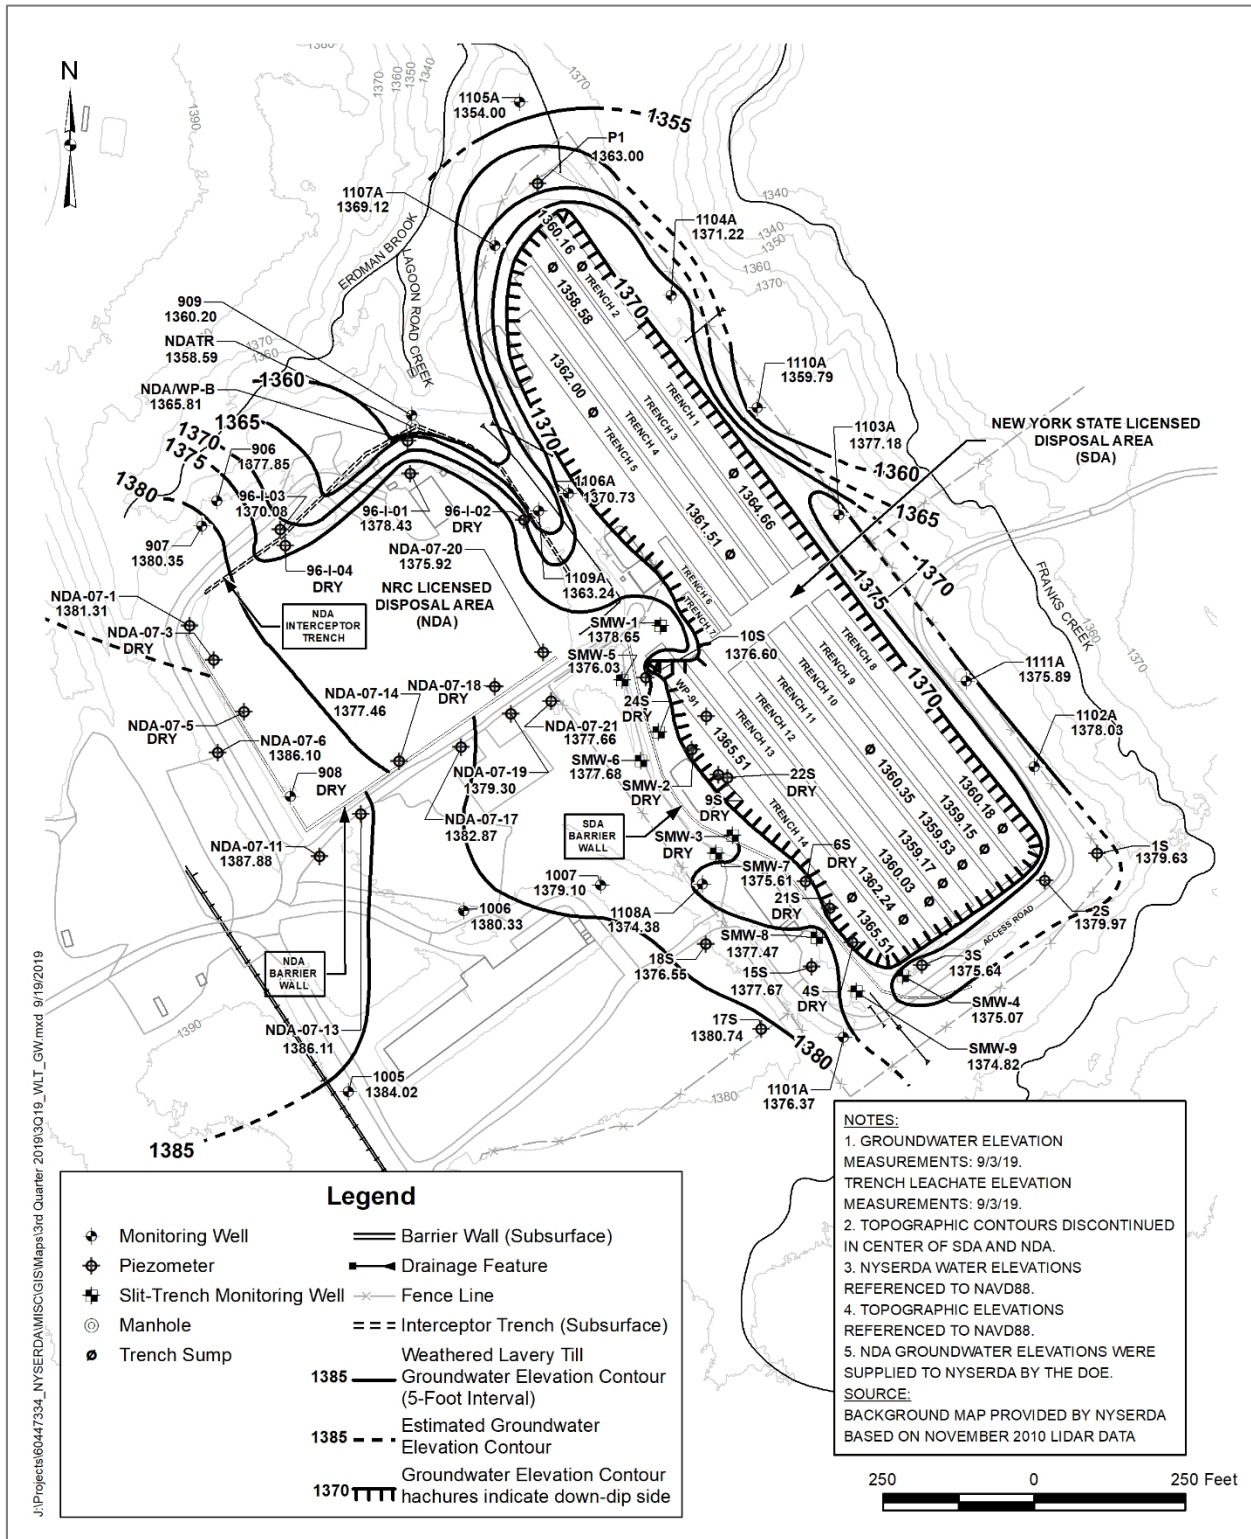 N
1390
1380
1370
1360
1350
1340
1370
1105A
1354.00
1355
P1
1363.00
1107A
1369.12
1340
1340
1350
1360
1370
1104A
1371.22
ERDMAN BROOK
LAGOON ROAD CREEK
1360.16
TRENCH 2
1358.58
1370
909
1360.20
NDATR
1358.59
NDA/WP-B
1365.81
1370
1360
1360
1365
1370
1375
1380
1362.00
1370
TRENCH 1
TRENCH 3
TRENCH 4
TRENCH 5
1110A
1359.79
1103A
1377.18
NEW YORK STATE LICENSED
DISPOSAL AREA
(SDA)
1360
1365
1370
1375
906
1377.85
96-I-03
1370.08
96-I-01
1378.43
96-I-02
DRY
1106A
1370.73
1364.66
1361.51
907
1380.35
96-I-04
DRY
NDA-07-20
1375.92
1109A
1363.24
NRC LICENSED
DISPOSAL AREA
(NDA)
NDA
INTERCEPTOR
TRENCH
NDA-07-1
1381.31
NDA-07-3
DRY
TRENCH 6
TRENCH 7
FRANKS CREEK
1360
1370
SMW-1
1378.65
SMW-5
1376.03
10S
1376.60
TRENCH 8
TRENCH 9
TRENCH 10
TRENCH 11
TRENCH 12
TRENCH 13
TRENCH 14
WP-91
1370
1111A
1375.89
1102A
1378.03
NDA-07-14
1377.46
NDA-07-18
DRY
24S
DRY
NDA-07-5
DRY
NDA-07-6
1386.10
NDA-07-21
1377.66
SMW-6
1377.68
1365.51
NDA-07-19
1379.30
908
DRY
SMW-2
DRY
22S
DRY
9S
DRY
1360.35
1360.18
1359.15
1359.53
1359.17
1360.03
1362.24
1365.51
NDA-07-17
1382.87
SDA
BARRIER
WALL
SMW-3
DRY
6S
DRY
1S
1379.63
NDA-07-11
1387.88
SMW-7
1375.61
1007
1379.10
21S
DRY
1006
1380.33
1108A
1374.38
2S
1379.97
ACCESS ROAD
SMW-8
1377.47
18S
1376.55
15S
1377.67
4S
DRY
3S
1375.64
NDA
BARRIER
WALL
SMW-4
1375.07
NDA-07-13
1386.11
1390
17S
1380.74
1380
SMW-9
1374.82
1101A
1376.37
1005
1384.02
1380
1385
NOTES:
1. GROUNDWATER ELEVATION
MEASUREMENTS: 9/3/19.
TRENCH LEACHATE ELEVATION
MEASUREMENTS: 9/3/19.
2. TOPOGRAPHIC CONTOURS DISCONTINUED
IN CENTER OF SDA AND NDA.
3. NYSERDA WATER ELEVATIONS
REFERENCED TO NAVD88.
4. TOPOGRAPHIC ELEVATIONS
REFERENCED TO NAVD88.
5. NDA GROUNDWATER ELEVATIONS WERE
SUPPLIED TO NYSERDA BY THE DOE.
SOURCE:
BACKGROUND MAP PROVIDED BY NYSERDA
BASED ON NOVEMBER 2010 LIDAR DATA
Legend
Monitoring Well
Piezometer
Slit-Trench Monitoring Well
Manhole
Trench Sump
Barrier Wall (Subsurface)
Drainage Feature
Fence Line
Interceptor Trench (Subsurface)
1385
Weathered Lavery Till
Groundwater Elevation Contour
(5-Foot Interval)
1385
Estimated Groundwater
Elevation Contour
1370
Groundwater Elevation Contour
hachures indicate down-dip side
250 0 250 Feet
J:\Projects\60447334_NYSERDA\MISC\GIS\Maps\3rd Quarter 2019\3Q19_WLT_GW.mxd 9/19/2019